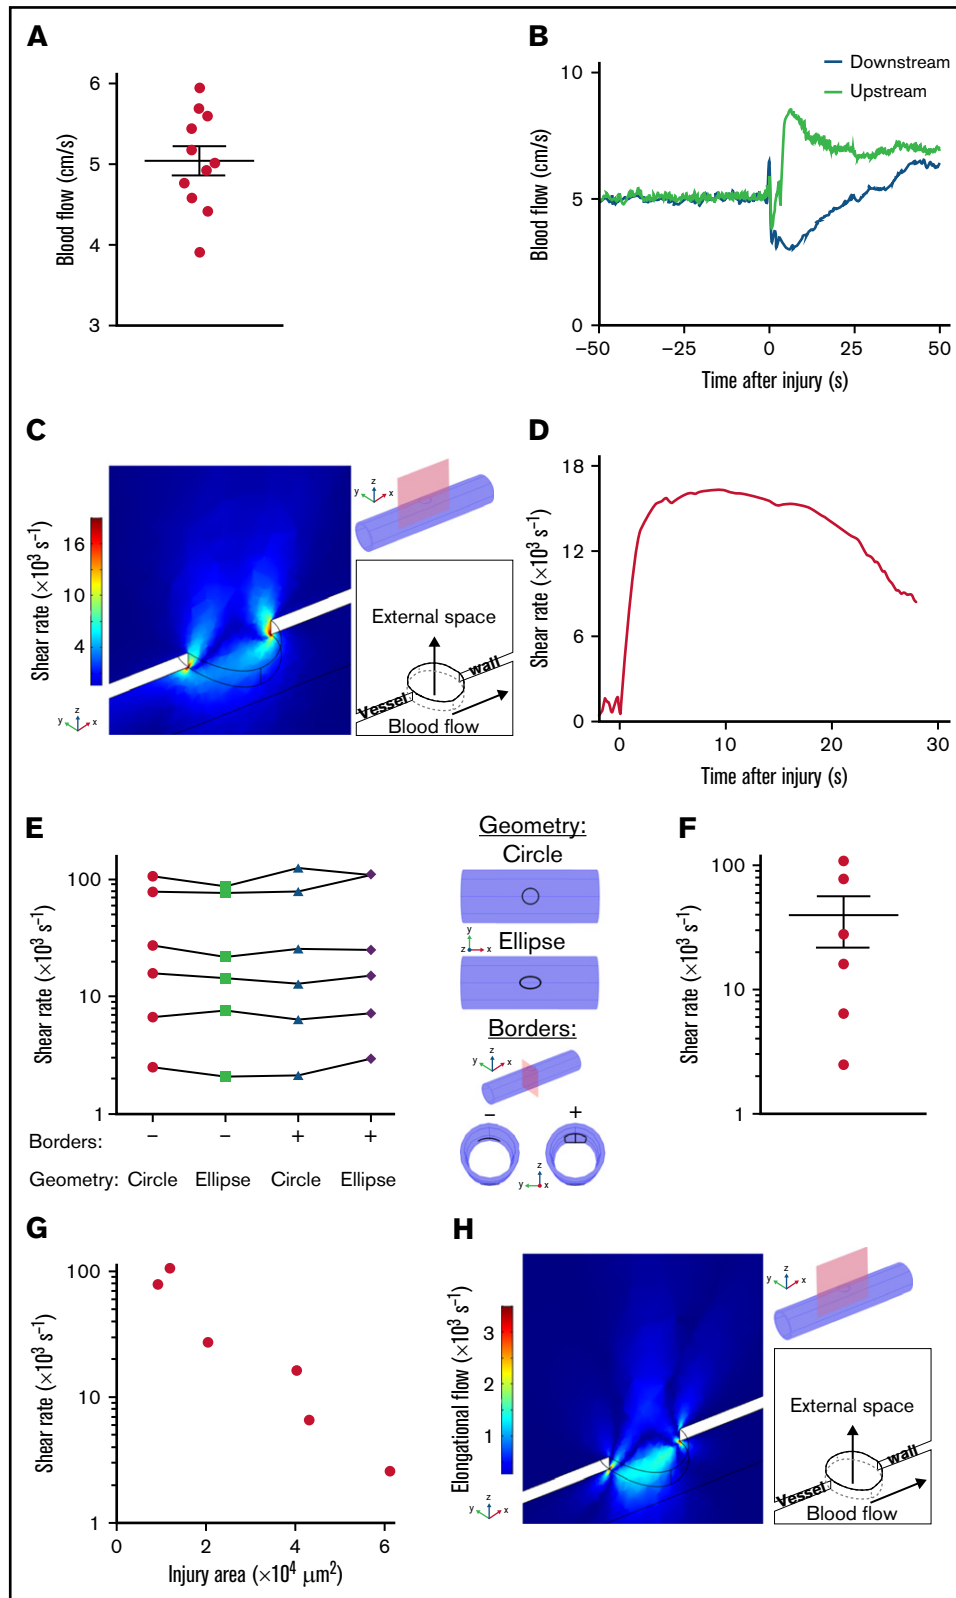 A
Blood flow (cm/s)
6
5
4
3
B
Downstream
Upstream
Blood flow (cm/s)
10
5
0
−50
−25
0
25
50
Time after injury (s)
C
Shear rate (×10³ s⁻¹)
16
10
4
z
y
x
z
y
x
External space
Vessel
wall
Blood flow
D
Shear rate (×10³ s⁻¹)
18
12
6
0
0
10
20
30
Time after injury (s)
E
Shear rate (×10³ s⁻¹)
100
10
1
Borders:
−
−
+
+
Geometry:
Circle
Ellipse
Circle
Ellipse
Geometry:
Circle
y
z
x
Ellipse
Borders:
z
y
x
−
+
z
y
x
F
Shear rate (×10³ s⁻¹)
100
10
1
G
Shear rate (×10³ s⁻¹)
100
10
1
0
2
4
6
Injury area (×10⁴ μm²)
H
Elongational flow (×10³ s⁻¹)
3
2
1
z
y
x
z
y
x
External space
Vessel
wall
Blood flow